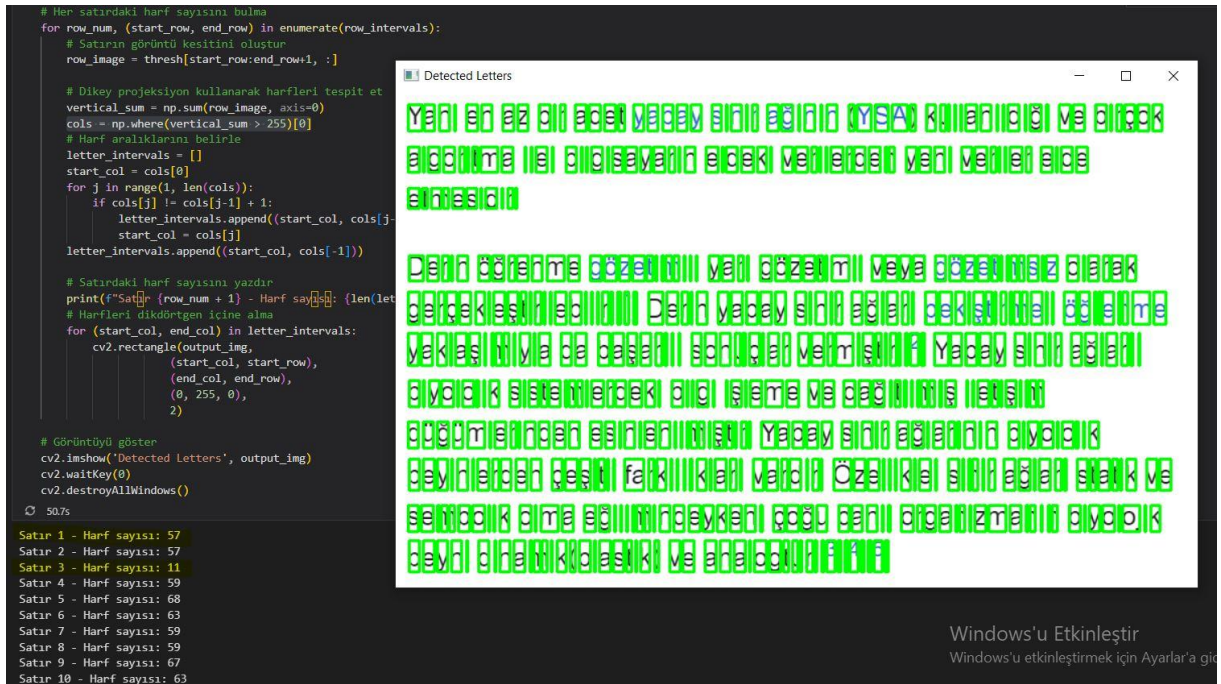 # Her satırdaki harf sayısını bulma
for row_num, (start_row, end_row) in enumerate(row_intervals):
# Satırın görüntü kesitini oluştur
row_image = thresh[start_row:end_row+1, :]
# Dikey projeksiyon kullanarak harfleri tespit et
vertical_sum = np.sum(row_image, axis=0)
cols = np.where(vertical_sum > 255)[0]
# Harf aralıklarını belirle
letter_intervals = []
start_col = cols[0]
for j in range(1, len(cols)):
if cols[j] != cols[j-1] + 1:
letter_intervals.append((start_col, cols[j-
start_col = cols[j]
letter_intervals.append((start_col, cols[-1]))
# Satırdaki harf sayısını yazdır
print(f"Satır {row_num + 1} - Harf sayısı: {len(let
# Harfleri dikdörtgen içine alma
for (start_col, end_col) in letter_intervals:
cv2.rectangle(output_img,
(start_col, start_row),
(end_col, end_row),
(0, 255, 0),
2)
# Görüntüyü göster
cv2.imshow('Detected Letters', output_img)
cv2.waitKey(0)
cv2.destroyAllWindows()
50.7s
Satır 1 - Harf sayısı: 57
Satır 2 - Harf sayısı: 57
Satır 3 - Harf sayısı: 11
Satır 4 - Harf sayısı: 59
Satır 5 - Harf sayısı: 68
Satır 6 - Harf sayısı: 63
Satır 7 - Harf sayısı: 59
Satır 8 - Harf sayısı: 59
Satır 9 - Harf sayısı: 67
Satır 10 - Harf sayısı: 63
Detected Letters
Yani en az bir adet yapay sinir ağının (YSA) kullanıldığı ve birçok
algoritma ile bilgisayarın eldeki verilerden yeni veriler elde
etmesidir
Derin öğrenme gözetimli yarı gözetimli veya gözetimsiz olarak
gerçekleştirilebilir Derin yapay sinir ağları pekiştirmeli öğrenme
yaklaşımıyla da başarılı sonuçlar vermiştir Yapay sinir ağları
biyolojik sistemlerdeki bilgi işleme ve dağıtılmış iletişim
düğümlerinden esinlenilmiştir Yapay sinir ağlarının biyolojik
beyinlerden çeşitli farklılıkları vardır Özellikle sinir ağları statik ve
sembolik olma eğilimindeyken çoğu canlı organizmanın biyolojik
beyni dinamik(plastik) ve analogtur
Windows'u Etkinleştir
Windows'u etkinleştirmek için Ayarlar'a